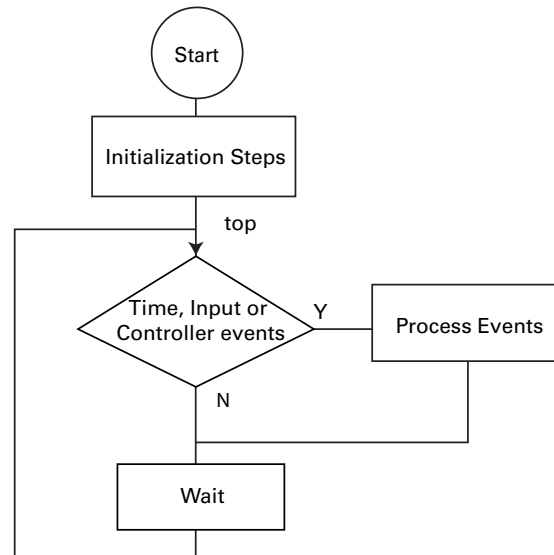 Start
Initialization Steps
top
Time, Input or
Controller events
Y
Process Events
N
Wait